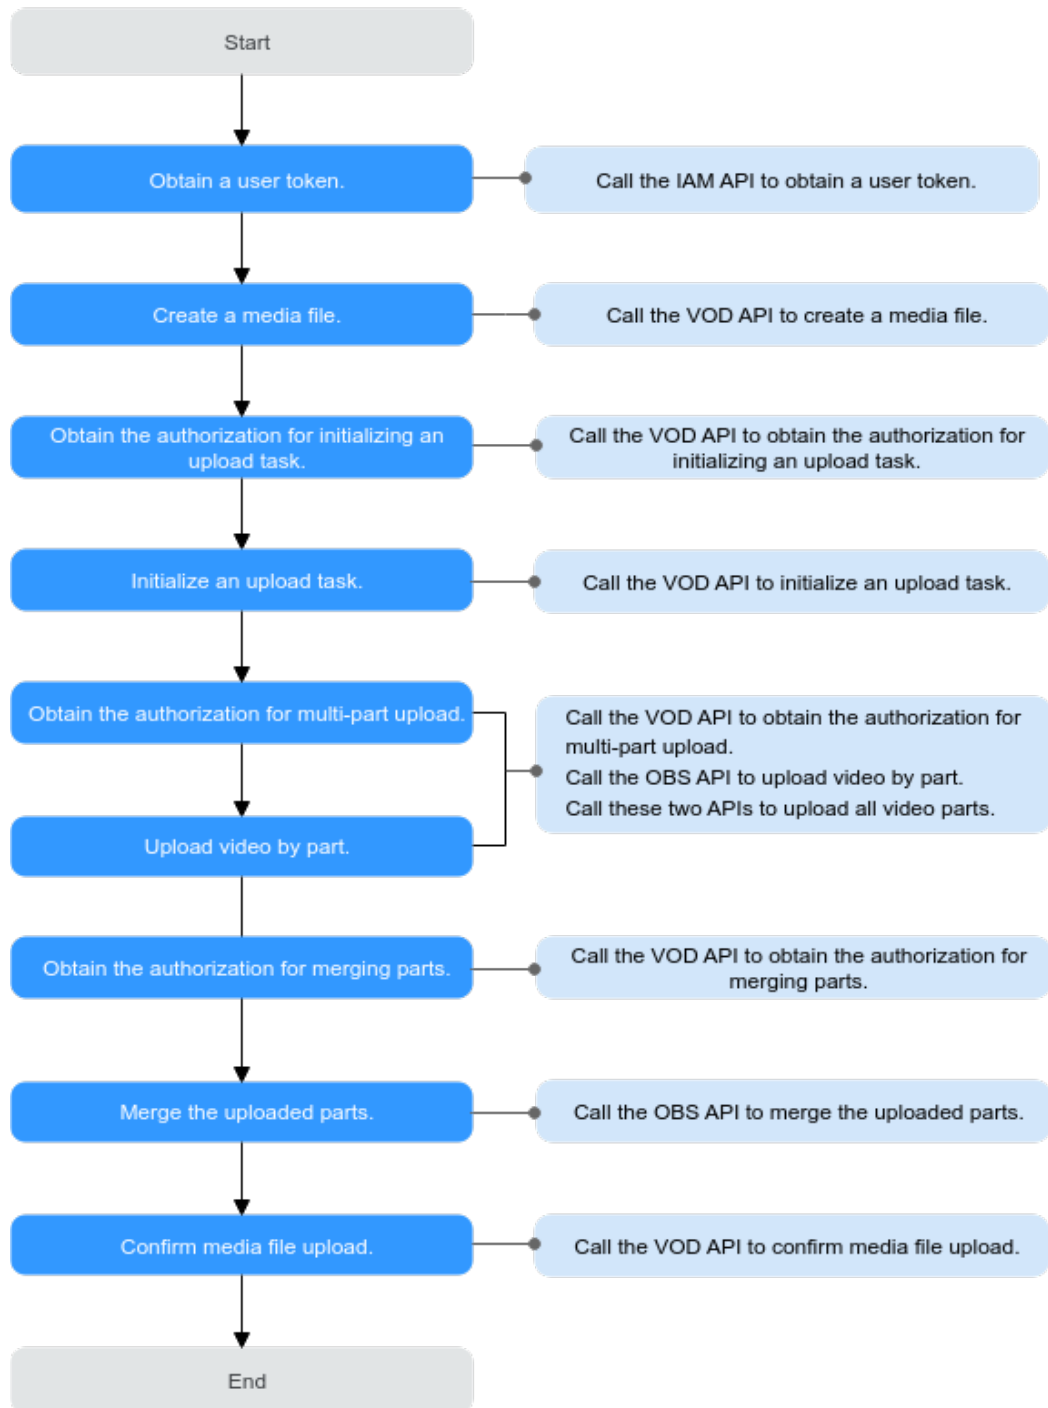 Start
Obtain a user token.
Call the IAM API to obtain a user token.
Create a media file.
Call the VOD API to create a media file.
Obtain the authorization for initializing an
upload task.
Call the VOD API to obtain the authorization for
initializing an upload task.
Initialize an upload task.
Call the VOD API to initialize an upload task.
Obtain the authorization for multi-part upload.
Call the VOD API to obtain the authorization for
multi-part upload.
Call the OBS API to upload video by part.
Call these two APIs to upload all video parts.
Upload video by part.
Obtain the authorization for merging parts.
Call the VOD API to obtain the authorization for
merging parts.
Merge the uploaded parts.
Call the OBS API to merge the uploaded parts.
Confirm media file upload.
Call the VOD API to confirm media file upload.
End